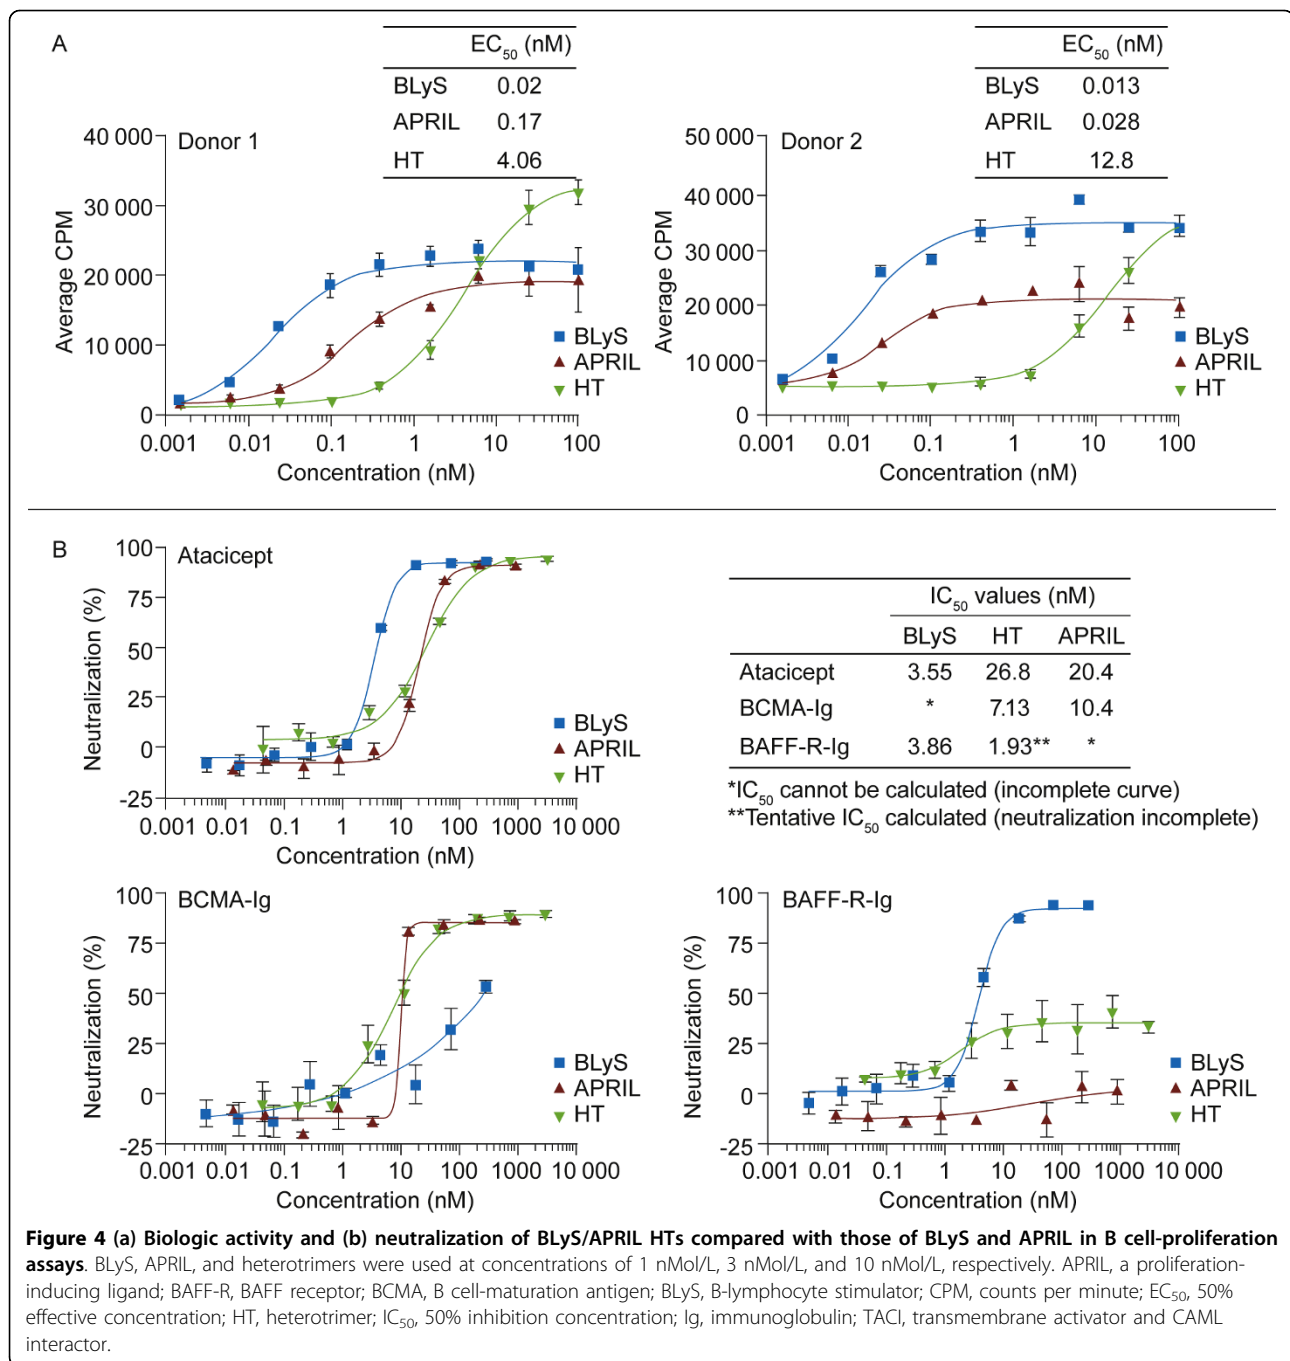 A
EC50 (nM)
BLyS 0.02
APRIL 0.17
HT 4.06
Donor 1
40 000
30 000
20 000
10 000
0
Average CPM
BLyS
APRIL
HT
0.001 0.01 0.1 1 10 100
Concentration (nM)
EC50 (nM)
BLyS 0.013
APRIL 0.028
HT 12.8
Donor 2
50 000
40 000
30 000
20 000
10 000
0
Average CPM
BLyS
APRIL
HT
0.001 0.01 0.1 1 10 100
Concentration (nM)
B
Atacicept
100
75
50
25
0
-25
Neutralization (%)
BLyS
APRIL
HT
0.001 0.01 0.1 1 10 100 1000 10 000
Concentration (nM)
IC50 values (nM)
BLyS HT APRIL
Atacicept 3.55 26.8 20.4
BCMA-Ig * 7.13 10.4
BAFF-R-Ig 3.86 1.93** *
*IC50 cannot be calculated (incomplete curve)
**Tentative IC50 calculated (neutralization incomplete)
BCMA-Ig
100
75
50
25
0
-25
Neutralization (%)
BLyS
APRIL
HT
0.001 0.01 0.1 1 10 100 1000 10 000
Concentration (nM)
BAFF-R-Ig
100
75
50
25
0
-25
Neutralization (%)
BLyS
APRIL
HT
0.001 0.01 0.1 1 10 100 1000 10 000
Concentration (nM)
Figure 4 (a) Biologic activity and (b) neutralization of BLyS/APRIL HTs compared with those of BLyS and APRIL in B cell-proliferation
assays. BLyS, APRIL, and heterotrimers were used at concentrations of 1 nMol/L, 3 nMol/L, and 10 nMol/L, respectively. APRIL, a proliferation-
inducing ligand; BAFF-R, BAFF receptor; BCMA, B cell-maturation antigen; BLyS, B-lymphocyte stimulator; CPM, counts per minute; EC50, 50%
effective concentration; HT, heterotrimer; IC50, 50% inhibition concentration; Ig, immunoglobulin; TACI, transmembrane activator and CAML
interactor.